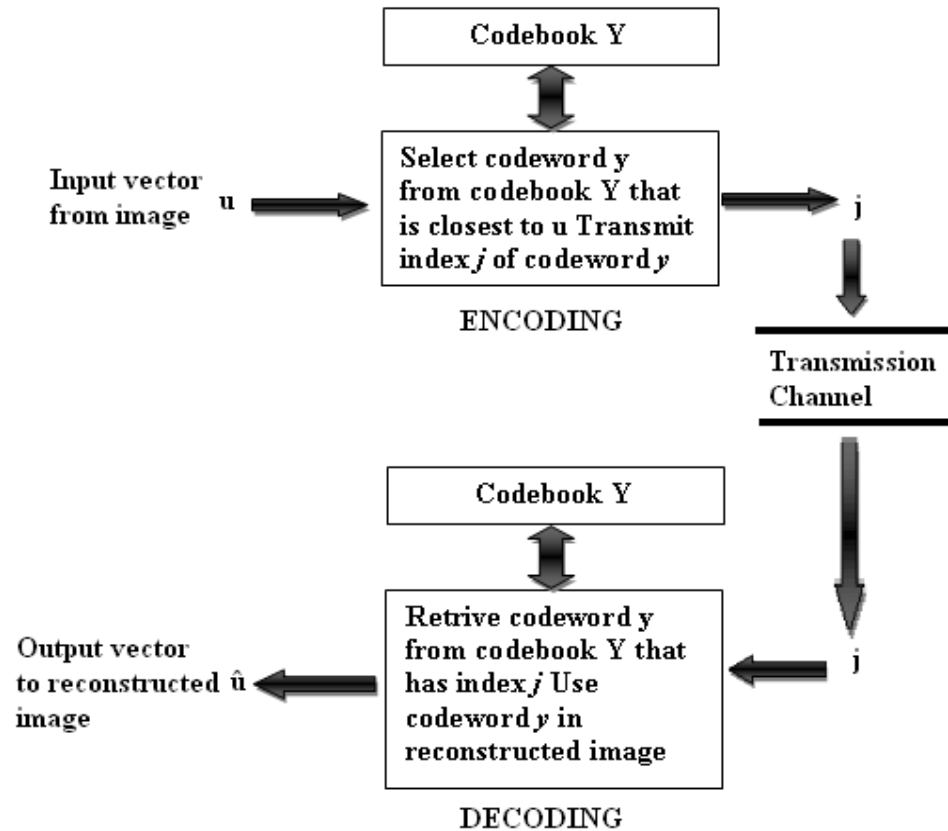 Codebook Y
Select codeword y
from codebook Y that
is closest to u Transmit
index j of codeword y
Input vector
from image
u
j
ENCODING
Transmission
Channel
Codebook Y
Retrive codeword y
from codebook Y that
has index j Use
codeword y in
reconstructed image
j
Output vector
to reconstructed û
image
DECODING